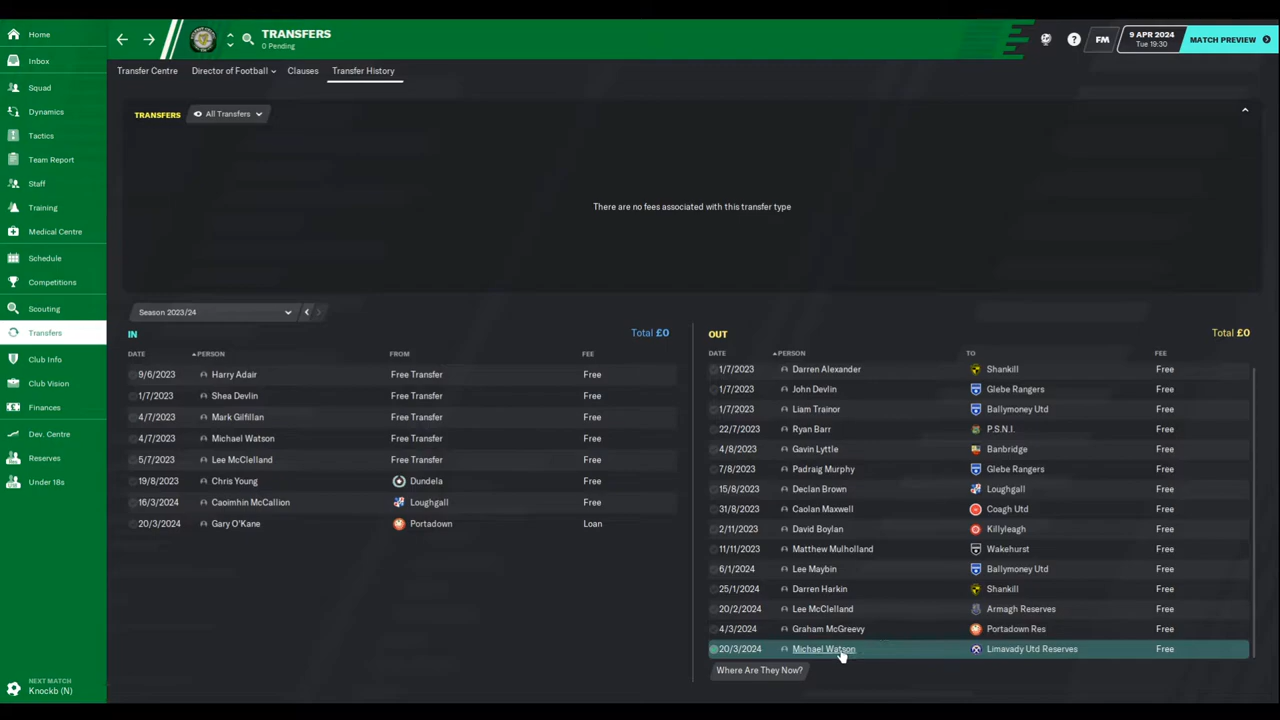 Home
Inbox
Squad
Dynamics
Tactics
Team Report
Staff
Training
Medical Centre
Schedule
Competitions
Scouting
Transfers
Club Info
Club Vision
Finances
Dev. Centre
Reserves
Under 18s
NEXT MATCH
Knockb (N)
TRANSFERS
0 Pending
? FM 9 APR 2024 Tue 19:30 MATCH PREVIEW
Transfer Centre Director of Football Clauses Transfer History
TRANSFERS All Transfers
There are no fees associated with this transfer type
Season 2023/24
IN Total £0
DATE PERSON FROM FEE
9/6/2023 Harry Adair Free Transfer Free
1/7/2023 Shea Devlin Free Transfer Free
4/7/2023 Mark Gilfillan Free Transfer Free
4/7/2023 Michael Watson Free Transfer Free
5/7/2023 Lee McClelland Free Transfer Free
19/8/2023 Chris Young Dundela Free
16/3/2024 Caoimhin McCallion Loughgall Free
20/3/2024 Gary O'Kane Portadown Loan
OUT Total £0
DATE PERSON TO FEE
1/7/2023 Darren Alexander Shankill Free
1/7/2023 John Devlin Glebe Rangers Free
1/7/2023 Liam Trainor Ballymoney Utd Free
22/7/2023 Ryan Barr P.S.N.I. Free
4/8/2023 Gavin Lyttle Banbridge Free
7/8/2023 Padraig Murphy Glebe Rangers Free
15/8/2023 Declan Brown Loughgall Free
31/8/2023 Caolan Maxwell Coagh Utd Free
2/11/2023 David Boylan Killyleagh Free
11/11/2023 Matthew Mulholland Wakehurst Free
6/1/2024 Lee Maybin Ballymoney Utd Free
25/1/2024 Darren Harkin Shankill Free
20/2/2024 Lee McClelland Armagh Reserves Free
4/3/2024 Graham McGreevy Portadown Res Free
20/3/2024 Michael Watson Limavady Utd Reserves Free
Where Are They Now?